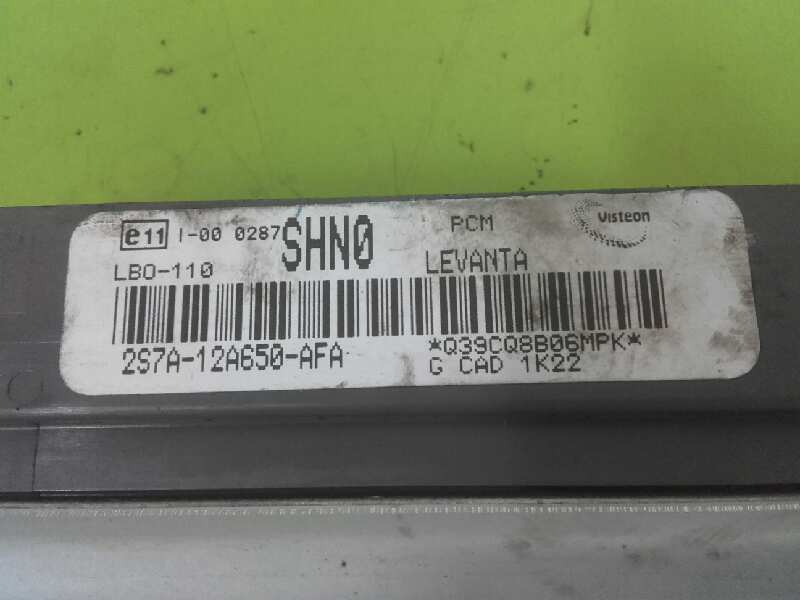 e11 I-00 0287 SHN0 PCM Visteon
LBO-110 LEVANTA
2S7A-12A650-AFA *Q39CQ8B06MPK*
G CAD 1K22